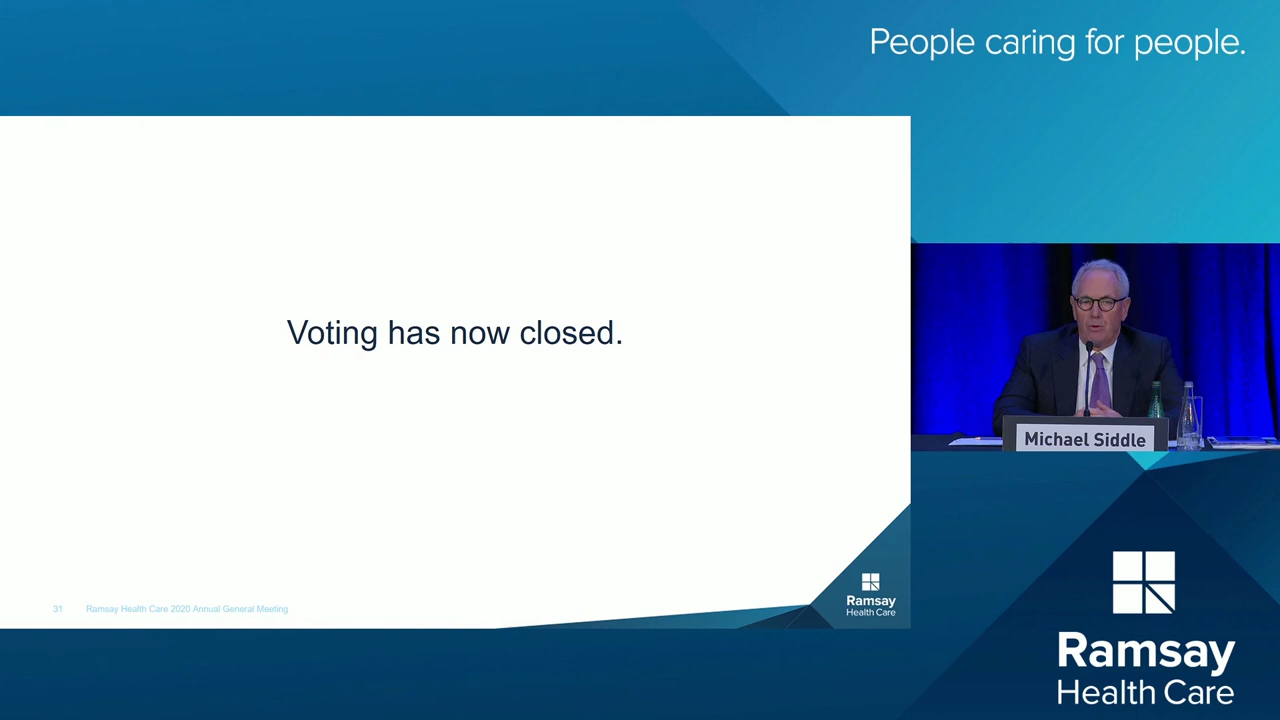 People caring for people.
Voting has now closed.
Michael Siddle
31 Ramsay Health Care 2020 Annual General Meeting
Ramsay
Health Care
Ramsay
Health Care